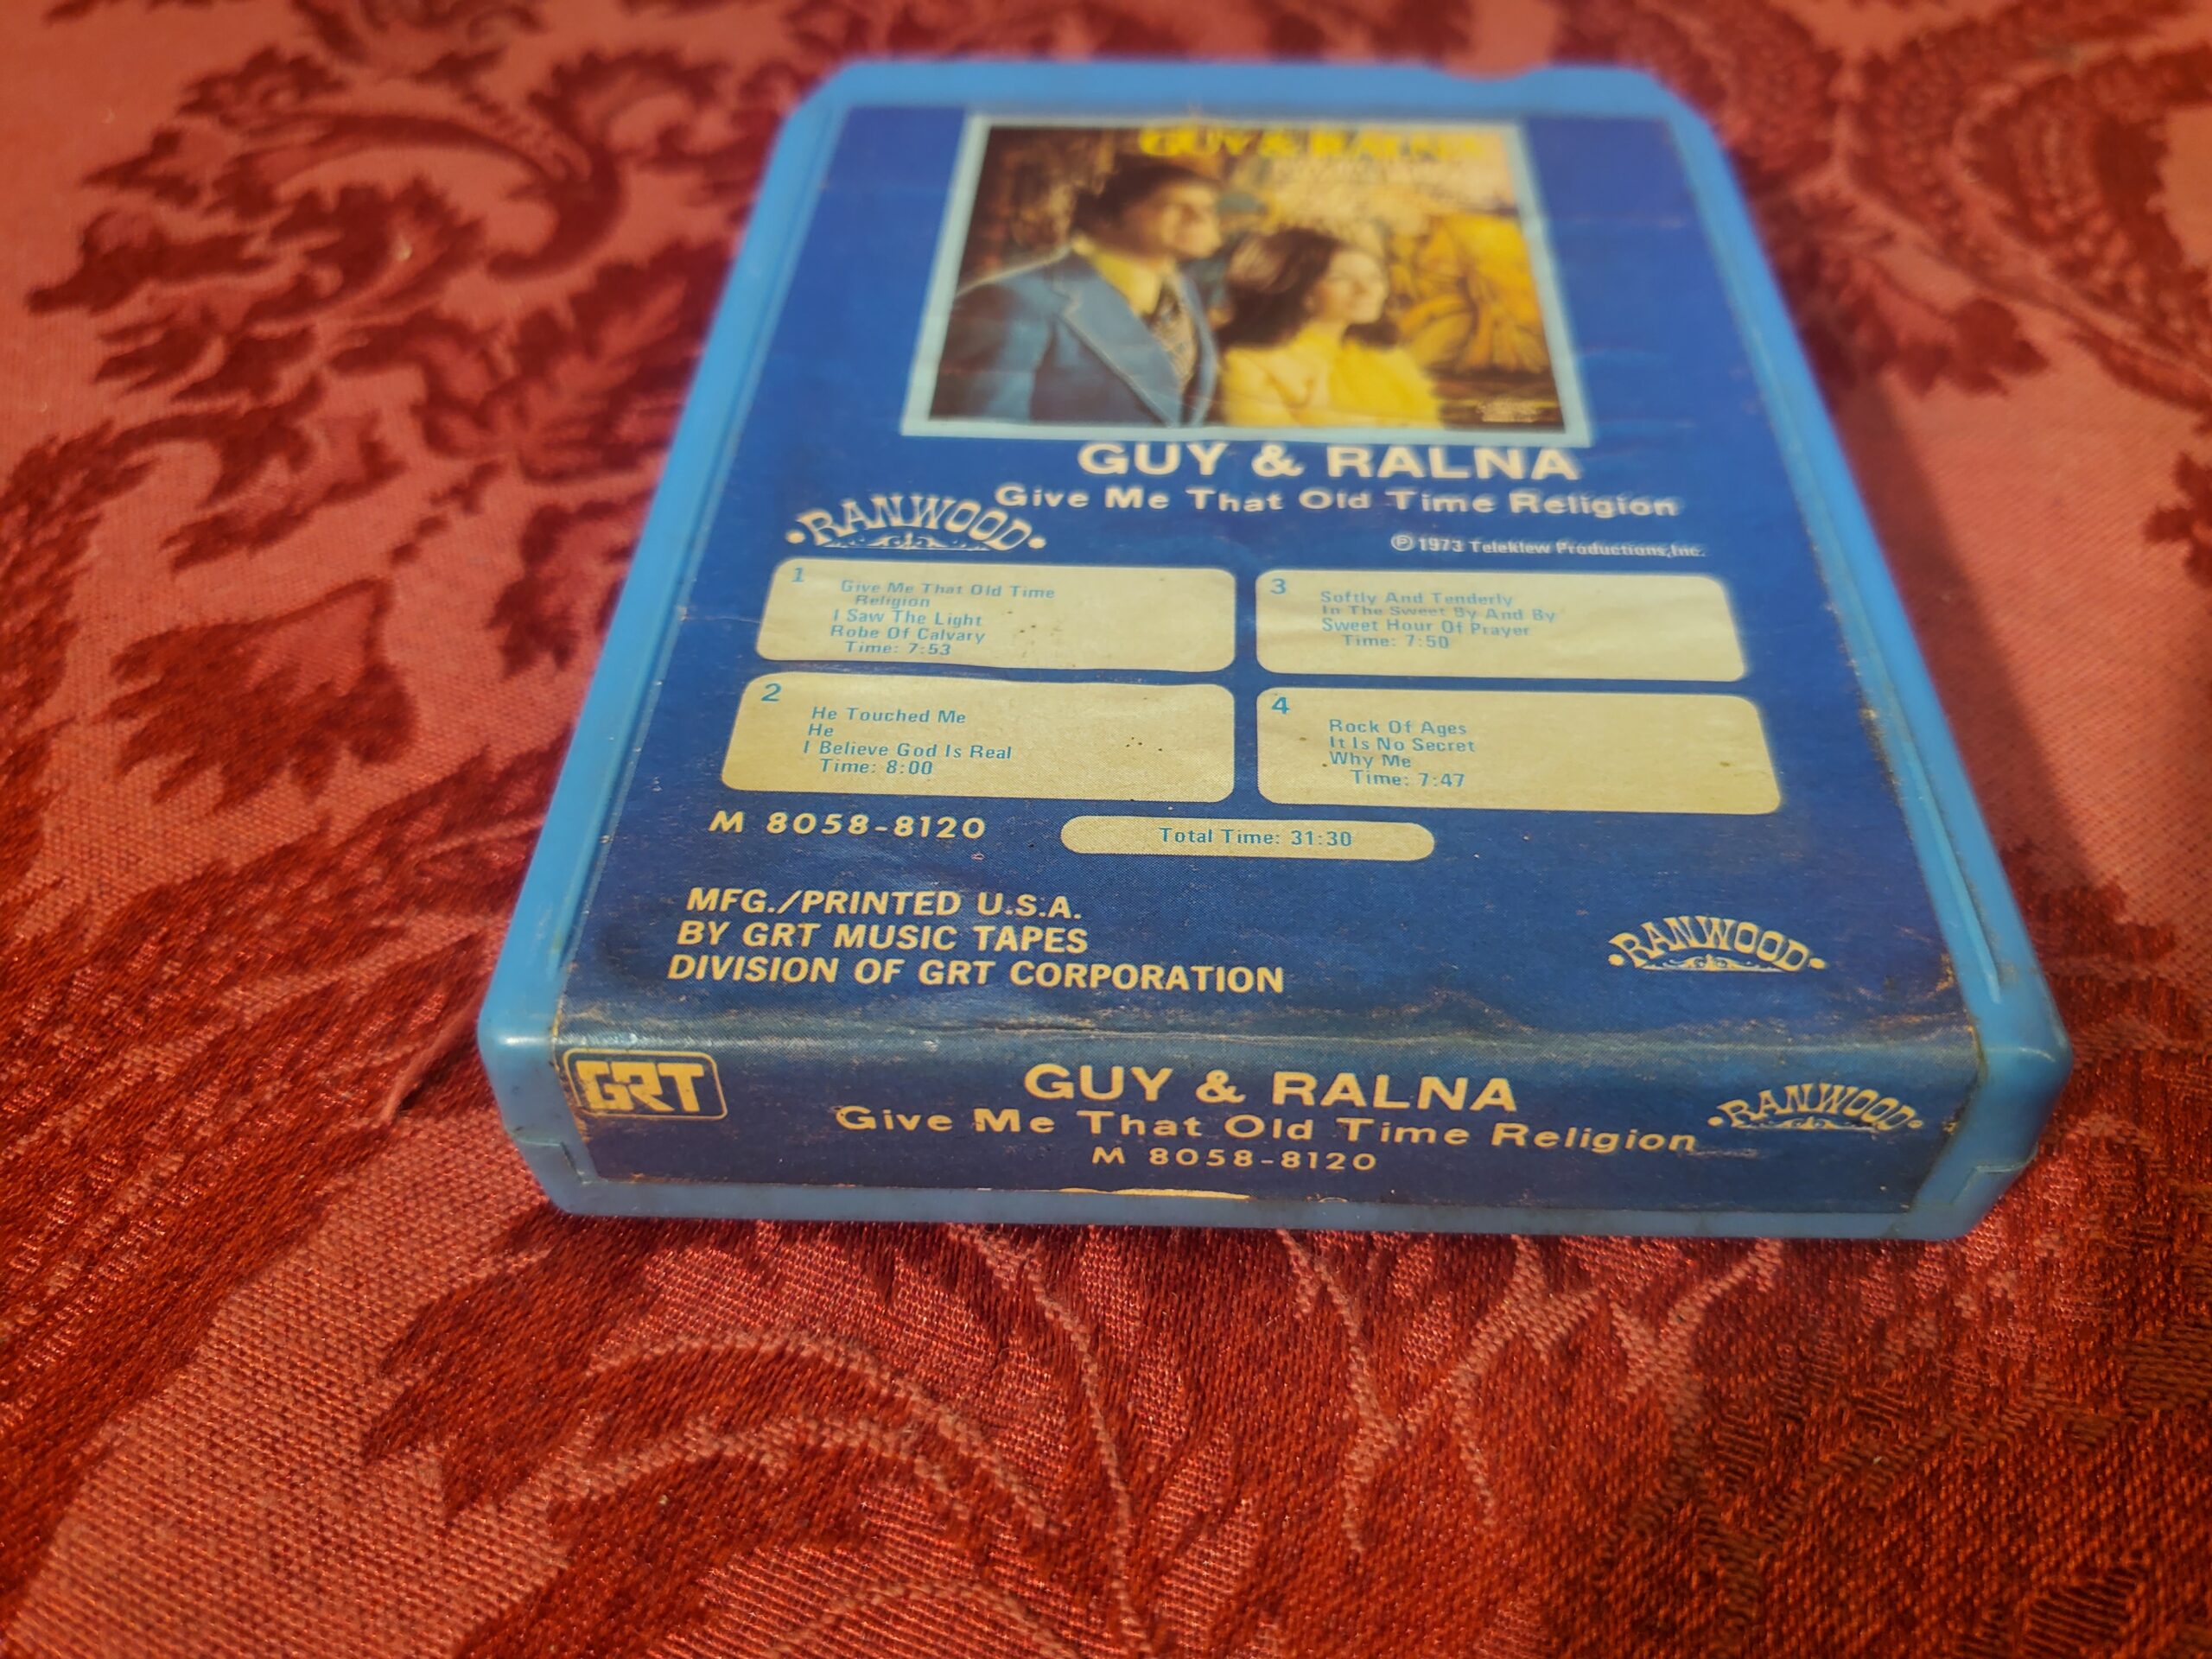 GUY & RALNA
GUY & RALNA
Give Me That Old Time Religion
RANWOOD
℗ 1973 Teleklew Productions, Inc.
1
Give Me That Old Time
Religion
I Saw The Light
Robe Of Calvary
Time: 7:53
3
Softly And Tenderly
In The Sweet By And By
Sweet Hour Of Prayer
Time: 7:50
2
He Touched Me
He
I Believe God Is Real
Time: 8:00
4
Rock Of Ages
It Is No Secret
Why Me
Time: 7:47
M 8058-8120
Total Time: 31:30
MFG./PRINTED U.S.A.
BY GRT MUSIC TAPES
DIVISION OF GRT CORPORATION
RANWOOD
GRT
GUY & RALNA
Give Me That Old Time Religion
RANWOOD
M 8058-8120